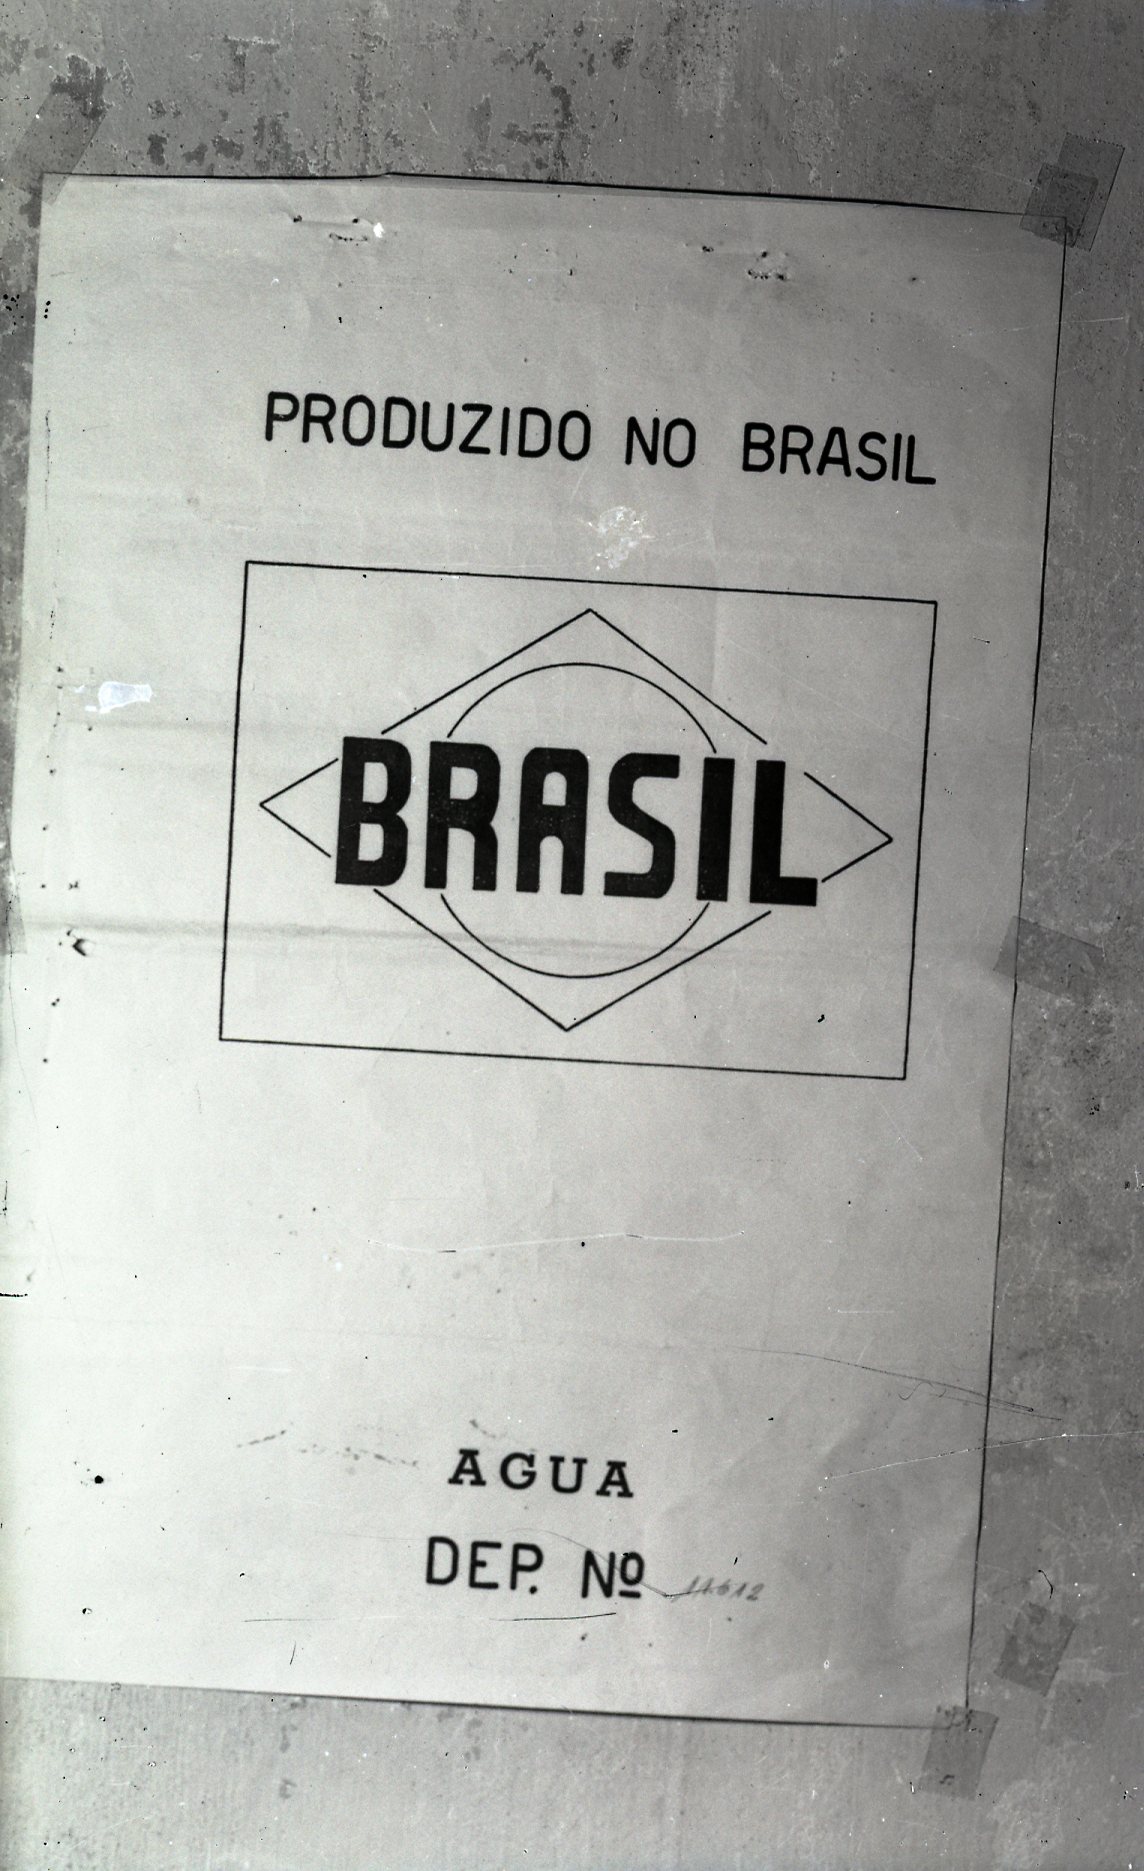 PRODUZIDO NO BRASIL
BRASIL
AGUA
DEP. Nº 11612